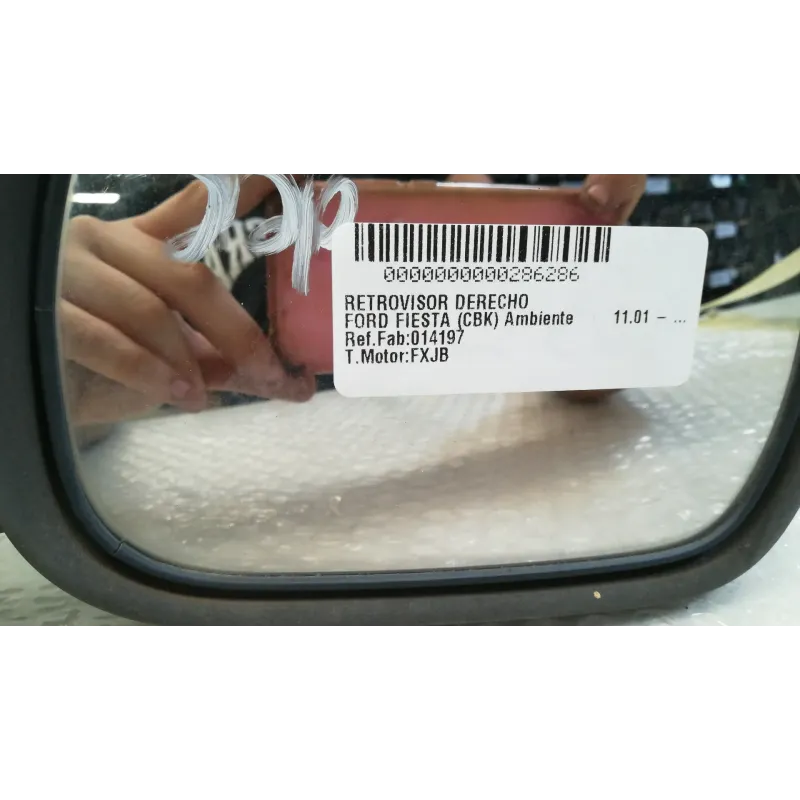 0000000000286286
RETROVISOR DERECHO
FORD FIESTA (CBK) Ambiente 11.01 - ...
Ref.Fab:014197
T.Motor:FXJB